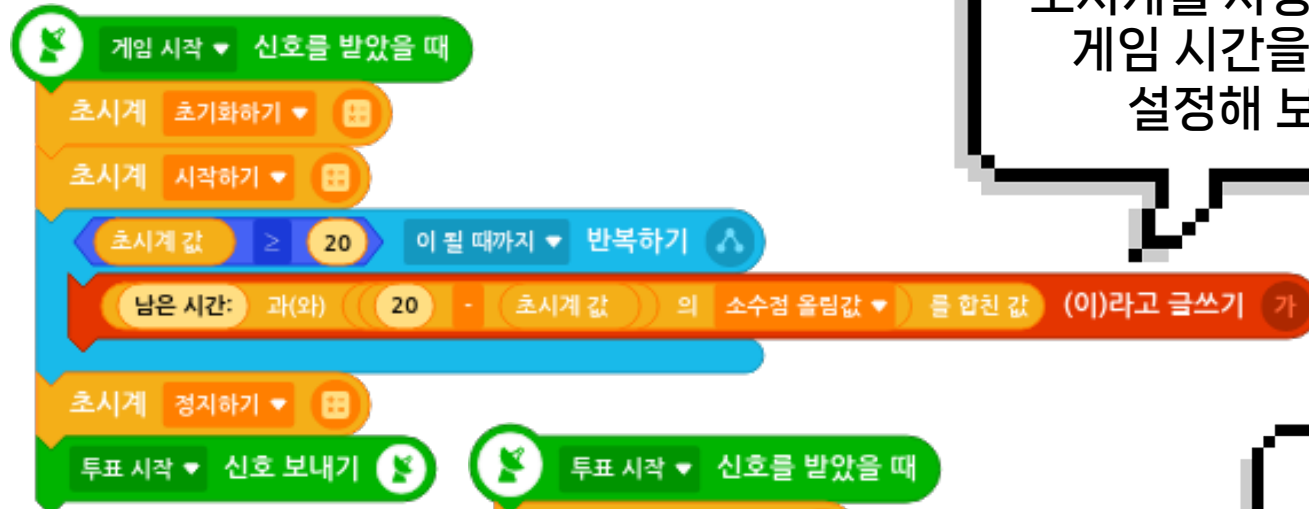 게임 시간을
설정해 보
게임 시작 신호를 받았을 때
초시계 초기화하기
초시계 시작하기
초시계 값 ≥ 20 이 될 때까지 반복하기
남은 시간: 과(와) 20 - 초시계 값 의 소수점 올림값 를 합친 값 (이)라고 글쓰기 가
초시계 정지하기
투표 시작 신호 보내기
투표 시작 신호를 받았을 때